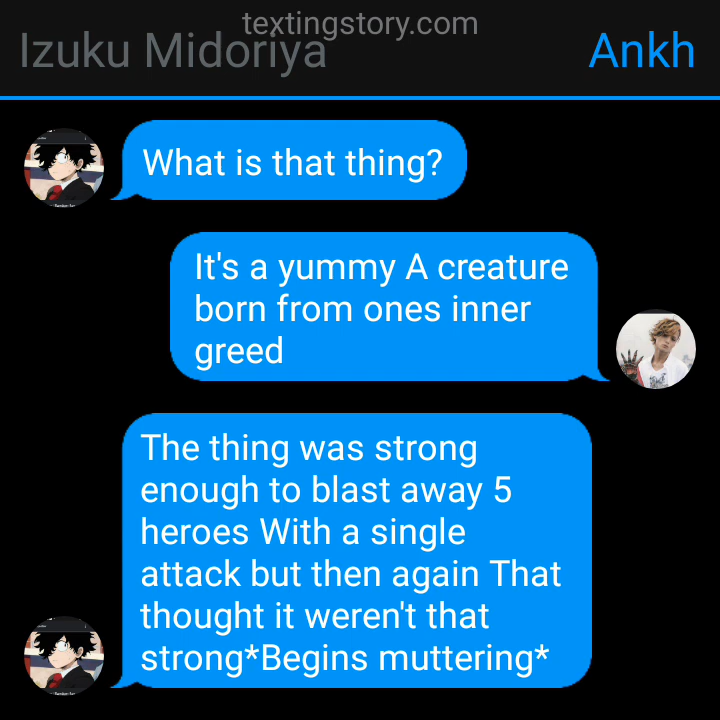 textingstory.com
Izuku Midoriya
Ankh
What is that thing?
It's a yummy A creature
born from ones inner
greed
The thing was strong
enough to blast away 5
heroes With a single
attack but then again That
thought it weren't that
strong*Begins muttering*